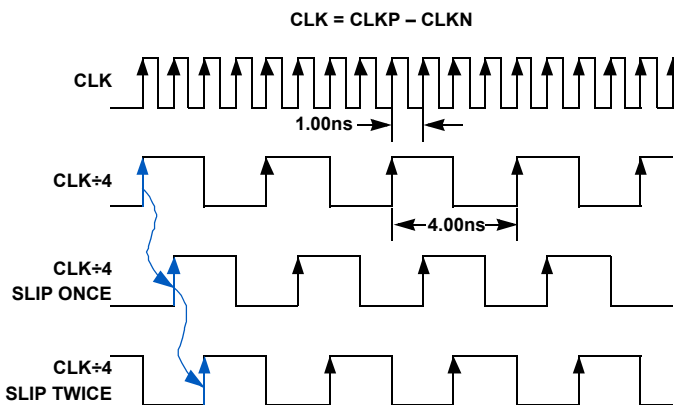 CLK = CLKP – CLKN
CLK
1.00ns
CLK÷4
4.00ns
CLK÷4
SLIP ONCE
CLK÷4
SLIP TWICE